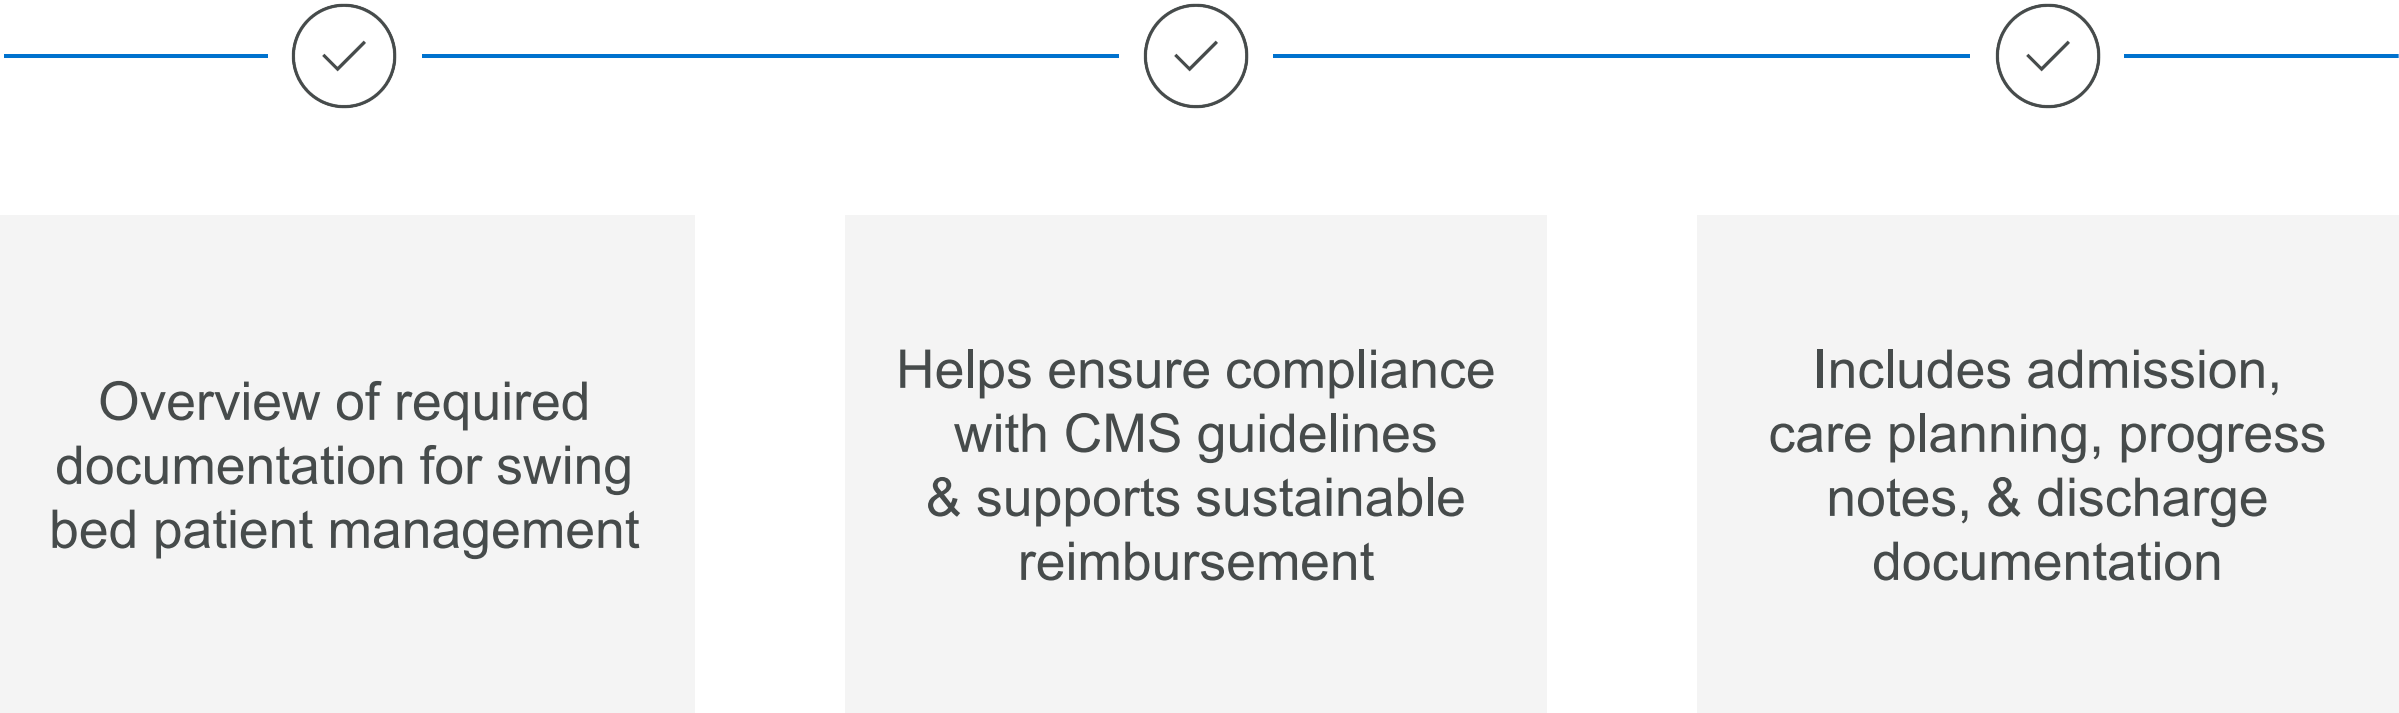 Overview of required
documentation for swing
bed patient management
Helps ensure compliance
with CMS guidelines
& supports sustainable
reimbursement
Includes admission,
care planning, progress
notes, & discharge
documentation